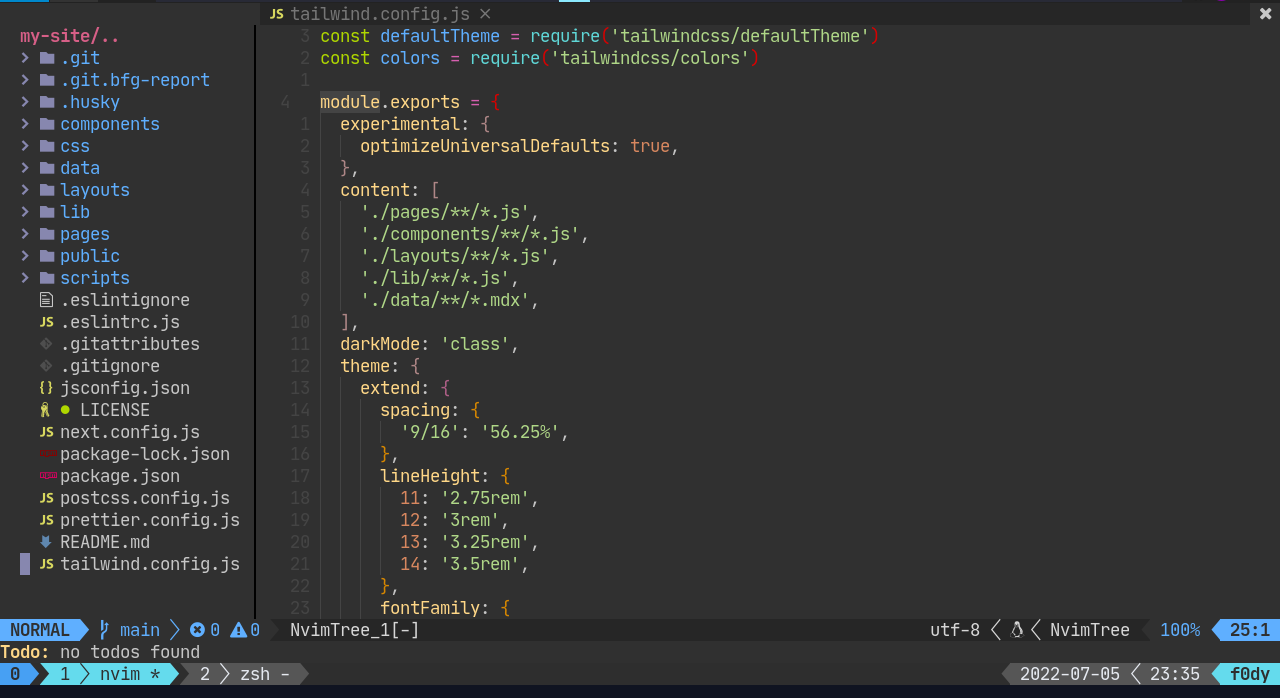 JS tailwind.config.js ×
my-site/..
.git
.git.bfg-report
.husky
components
css
data
layouts
lib
pages
public
scripts
.eslintignore
JS .eslintrc.js
.gitattributes
.gitignore
{} jsconfig.json
LICENSE
JS next.config.js
package-lock.json
package.json
JS postcss.config.js
JS prettier.config.js
README.md
JS tailwind.config.js
3 const defaultTheme = require('tailwindcss/defaultTheme')
2 const colors = require('tailwindcss/colors')
1
4 module.exports = {
1 experimental: {
2 optimizeUniversalDefaults: true,
3 },
4 content: [
5 './pages/**/*.js',
6 './components/**/*.js',
7 './layouts/**/*.js',
8 './lib/**/*.js',
9 './data/**/*.mdx',
10 ],
11 darkMode: 'class',
12 theme: {
13 extend: {
14 spacing: {
15 '9/16': '56.25%',
16 },
17 lineHeight: {
18 11: '2.75rem',
19 12: '3rem',
20 13: '3.25rem',
21 14: '3.5rem',
22 },
23 fontFamily: {
NORMAL main 0 0 NvimTree_1[-] utf-8 NvimTree 100% 25:1
Todo: no todos found
0 1 nvim * 2 zsh - 2022-07-05 23:35 f0dy